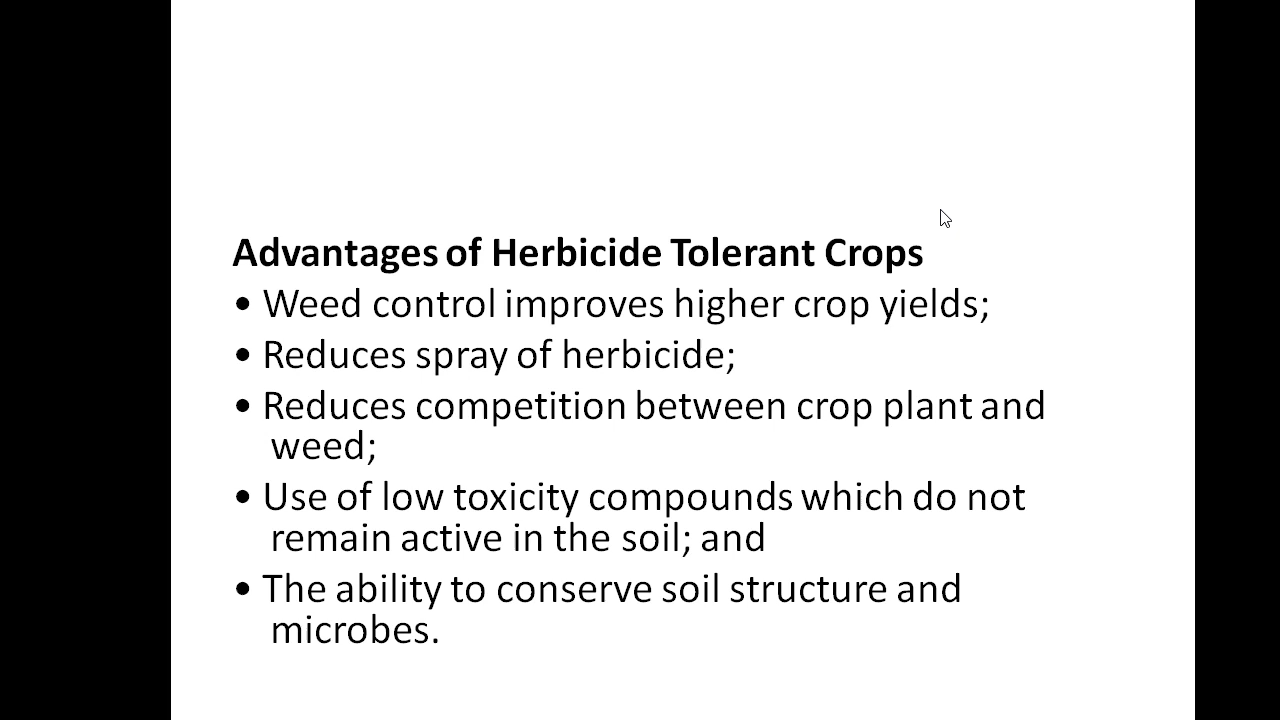 Advantages of Herbicide Tolerant Crops
• Weed control improves higher crop yields;
• Reduces spray of herbicide;
• Reduces competition between crop plant and
weed;
• Use of low toxicity compounds which do not
remain active in the soil; and
• The ability to conserve soil structure and
microbes.